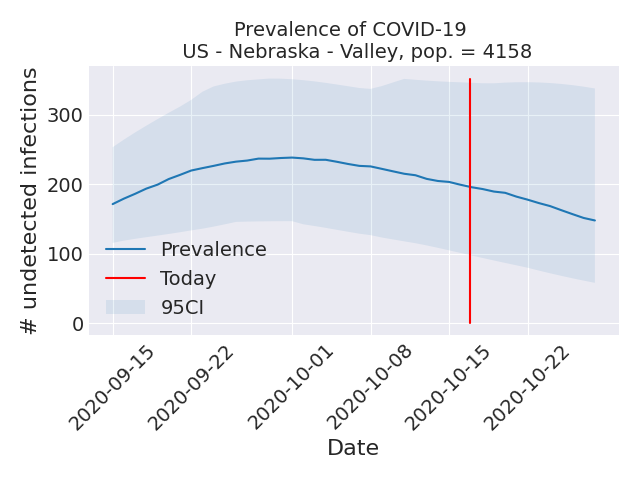 Prevalence of COVID-19
US - Nebraska - Valley, pop. = 4158
# undetected infections
300
200
100
0
Prevalence
Today
95CI
2020-09-15
2020-09-22
2020-10-01
2020-10-08
2020-10-15
2020-10-22
Date